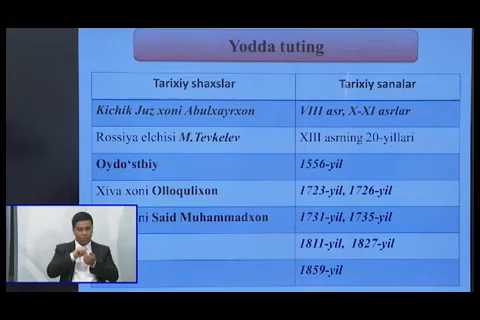 Yodda tuting
Tarixiy shaxslar Tarixiy sanalar
Kichik Juz xoni Abulxayrxon VIII asr, X-XI asrlar
Rossiya elchisi M.Tevkelev XIII asrning 20-yillari
Oydo‘stbiy 1556-yil
Xiva xoni Olloqulixon 1723-yil, 1726-yil
ni Said Muhammadxon 1731-yil, 1735-yil
1811-yil, 1827-yil
1859-yil